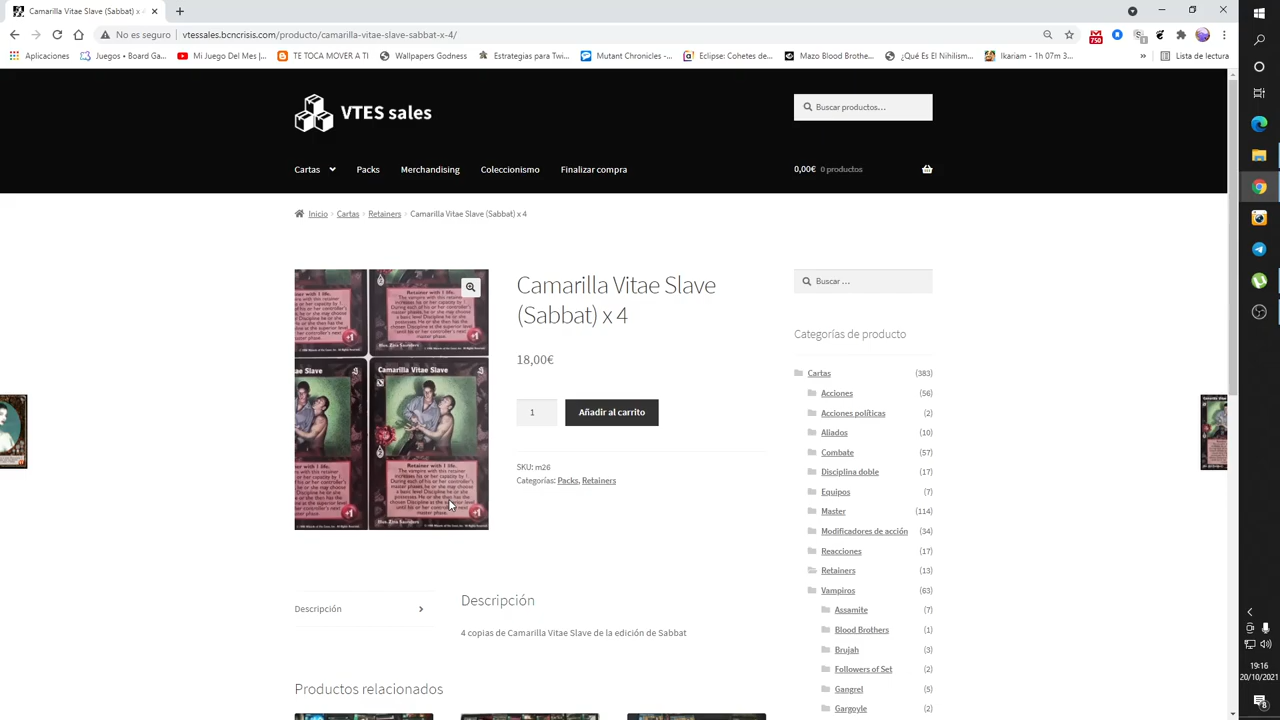 Camarilla Vitae Slave (Sabbat) x 4
No es seguro
vtessales.bcncrisis.com/producto/camarilla-vitae-slave-sabbat-x-4/
750
Aplicaciones
Juegos • Board Ga...
Mi Juego Del Mes |...
TE TOCA MOVER A TI
Wallpapers Godness
Estrategias para Twi...
Mutant Chronicles -...
Eclipse: Cohetes de...
Mazo Blood Brothe...
¿Qué Es El Nihilism...
Ikariam - 1h 07m 3...
»
Lista de lectura
VTES sales
Buscar productos...
Cartas
Packs
Merchandising
Coleccionismo
Finalizar compra
0,00€ 0 productos
Inicio › Cartas › Retainers › Camarilla Vitae Slave (Sabbat) x 4
Camarilla Vitae Slave
(Sabbat) x 4
18,00€
1
Añadir al carrito
SKU: m26
Categorías: Packs, Retainers
Camarilla Vitae Slave
Retainer with 1 life.
+1
Buscar ...
Categorías de producto
Cartas (383)
Acciones (56)
Acciones políticas (2)
Aliados (10)
Combate (57)
Disciplina doble (17)
Equipos (7)
Master (114)
Modificadores de acción (34)
Reacciones (17)
Retainers (13)
Vampiros (63)
Assamite (7)
Blood Brothers (1)
Brujah (3)
Followers of Set (2)
Gangrel (5)
Gargoyle (2)
Descripción
Descripción
4 copias de Camarilla Vitae Slave de la edición de Sabbat
Productos relacionados
19:16
20/10/2021